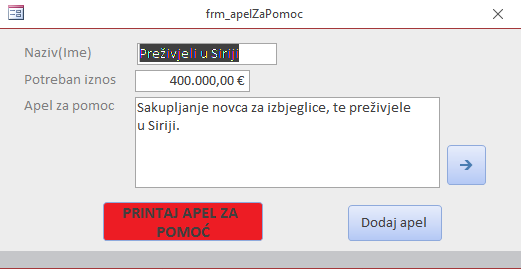 frm_apelZaPomoc
Naziv(Ime) Preživjeli u Siriji
Potreban iznos 400.000,00 €
Apel za pomoc Sakupljanje novca za izbjeglice, te preživjele
u Siriji.
PRINTAJ APEL ZA
POMOĆ
Dodaj apel